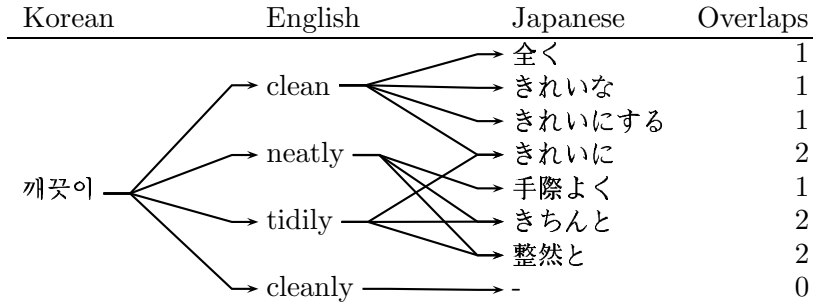 Korean English Japanese Overlaps
全く 1
clean きれいな 1
きれいにする 1
neatly きれいに 2
깨끗이 手際よく 1
tidily きちんと 2
整然と 2
cleanly - 0